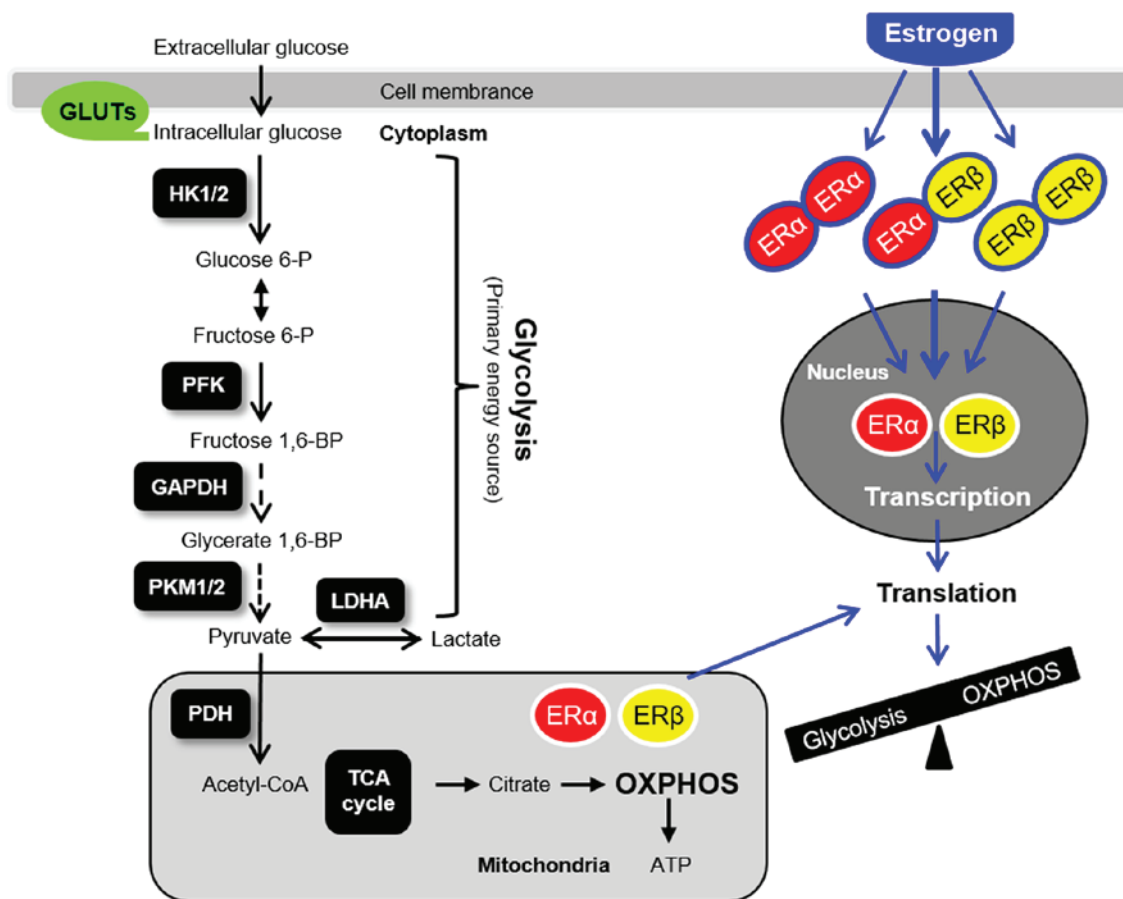 Extracellular glucose
Cell membrance
GLUTs
Intracellular glucose
Cytoplasm
HK1/2
Glucose 6-P
Fructose 6-P
PFK
Fructose 1,6-BP
GAPDH
Glycerate 1,6-BP
PKM1/2
LDHA
Pyruvate
Lactate
Glycolysis
(Primary energy source)
PDH
Acetyl-CoA
TCA
cycle
Citrate
OXPHOS
ATP
Mitochondria
ERα
ERβ
Estrogen
ERα
ERα
ERα
ERβ
ERβ
ERβ
Nucleus
ERα
ERβ
Transcription
Translation
Glycolysis
OXPHOS